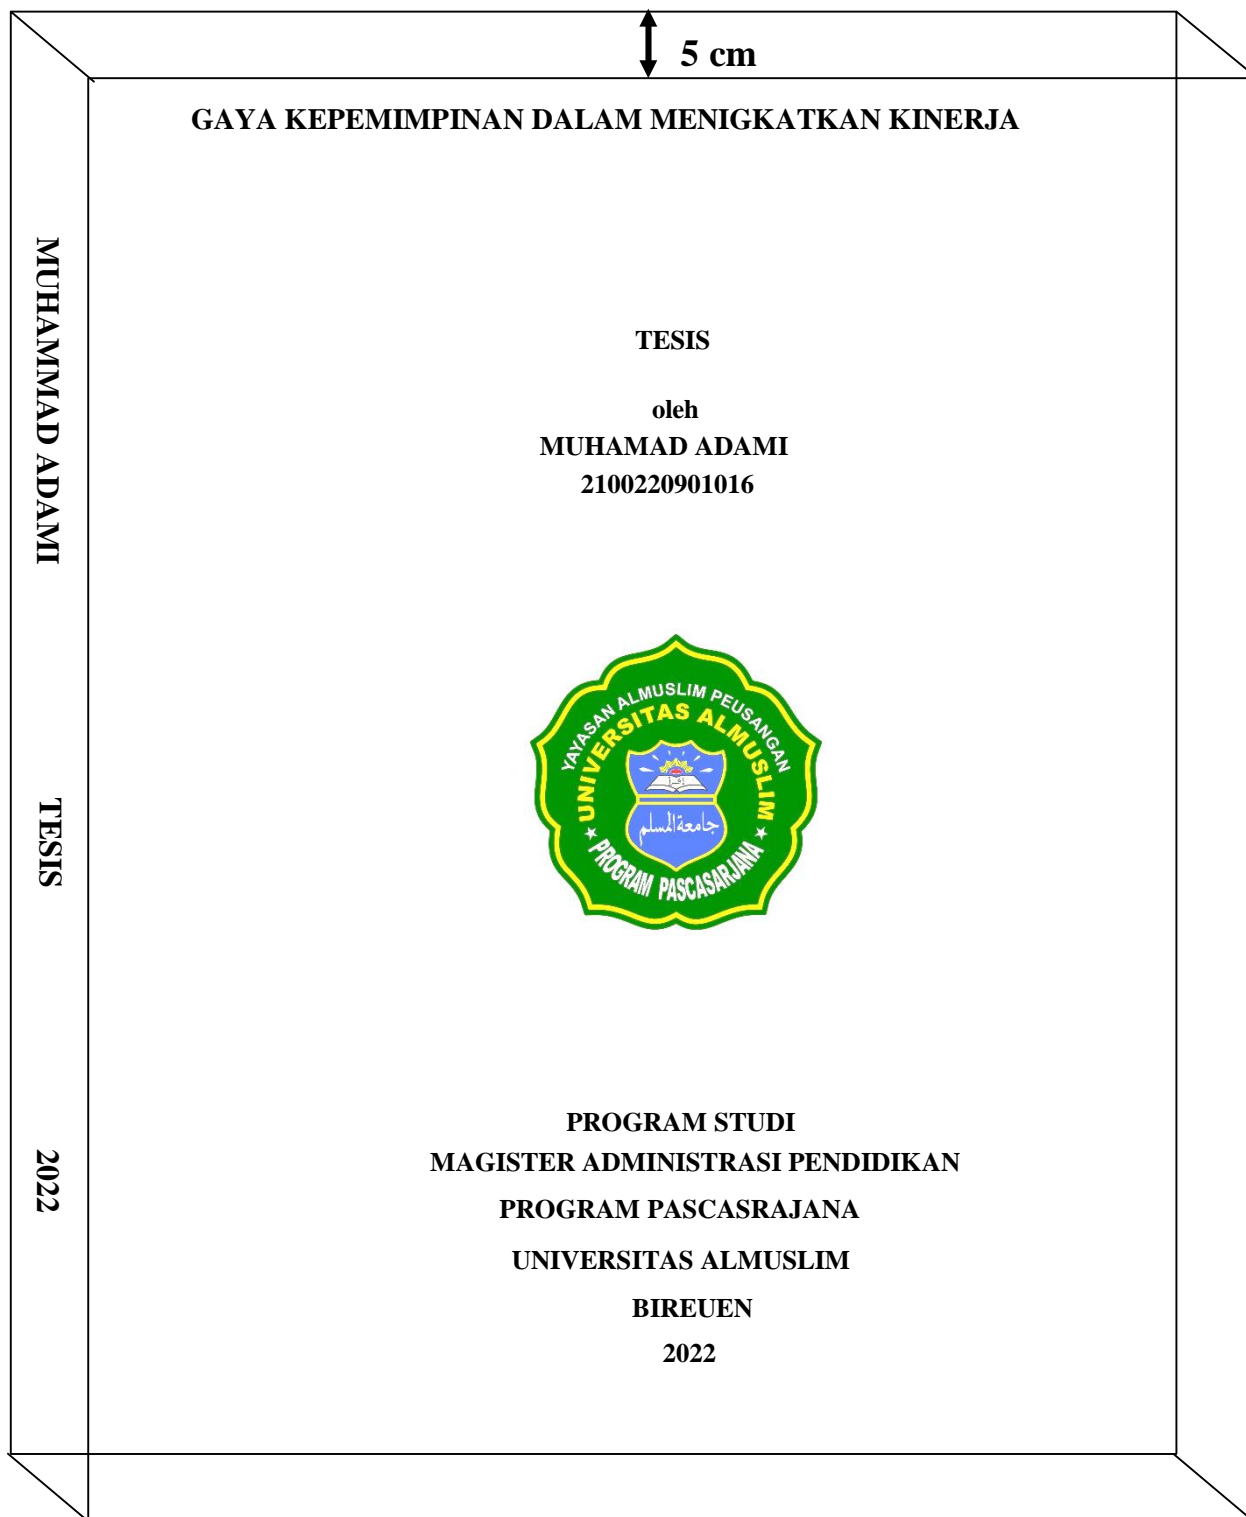 5 cm
GAYA KEPEMIMPINAN DALAM MENIGKATKAN KINERJA
MUHAMMAD ADAMI
TESIS
2022
TESIS
oleh
MUHAMAD ADAMI
2100220901016
YAYASAN ALMUSLIM PEUSANGAN
UNIVERSITAS ALMUSLIM
جامعة المسلم
PROGRAM PASCASARJANA
PROGRAM STUDI
MAGISTER ADMINISTRASI PENDIDIKAN
PROGRAM PASCASRAJANA
UNIVERSITAS ALMUSLIM
BIREUEN
2022